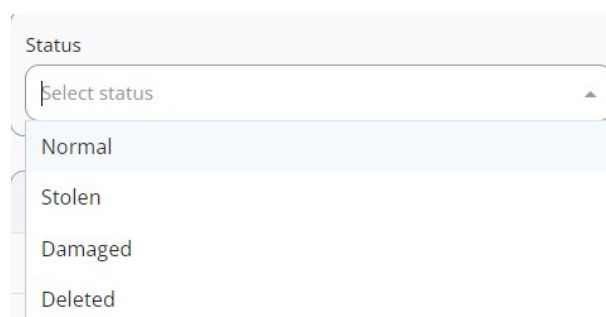 Status
Select status
Normal
Stolen
Damaged
Deleted